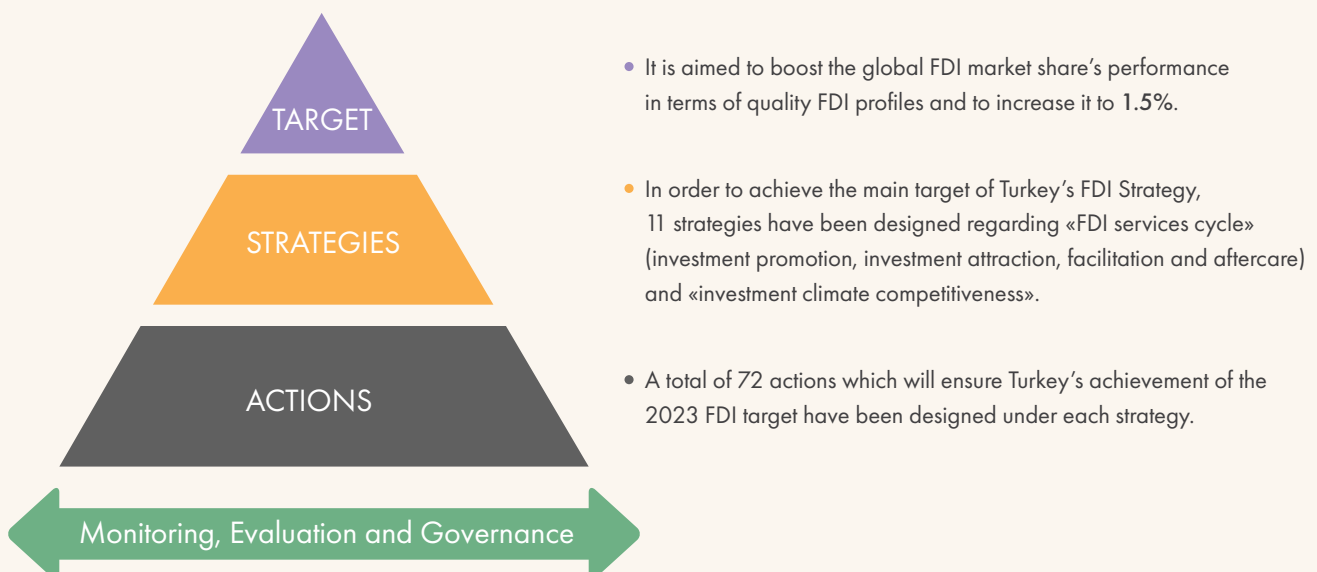 TARGET
• It is aimed to boost the global FDI market share’s performance
in terms of quality FDI profiles and to increase it to 1.5%.
STRATEGIES
• In order to achieve the main target of Turkey’s FDI Strategy,
11 strategies have been designed regarding «FDI services cycle»
(investment promotion, investment attraction, facilitation and aftercare)
and «investment climate competitiveness».
ACTIONS
• A total of 72 actions which will ensure Turkey’s achievement of the
2023 FDI target have been designed under each strategy.
Monitoring, Evaluation and Governance